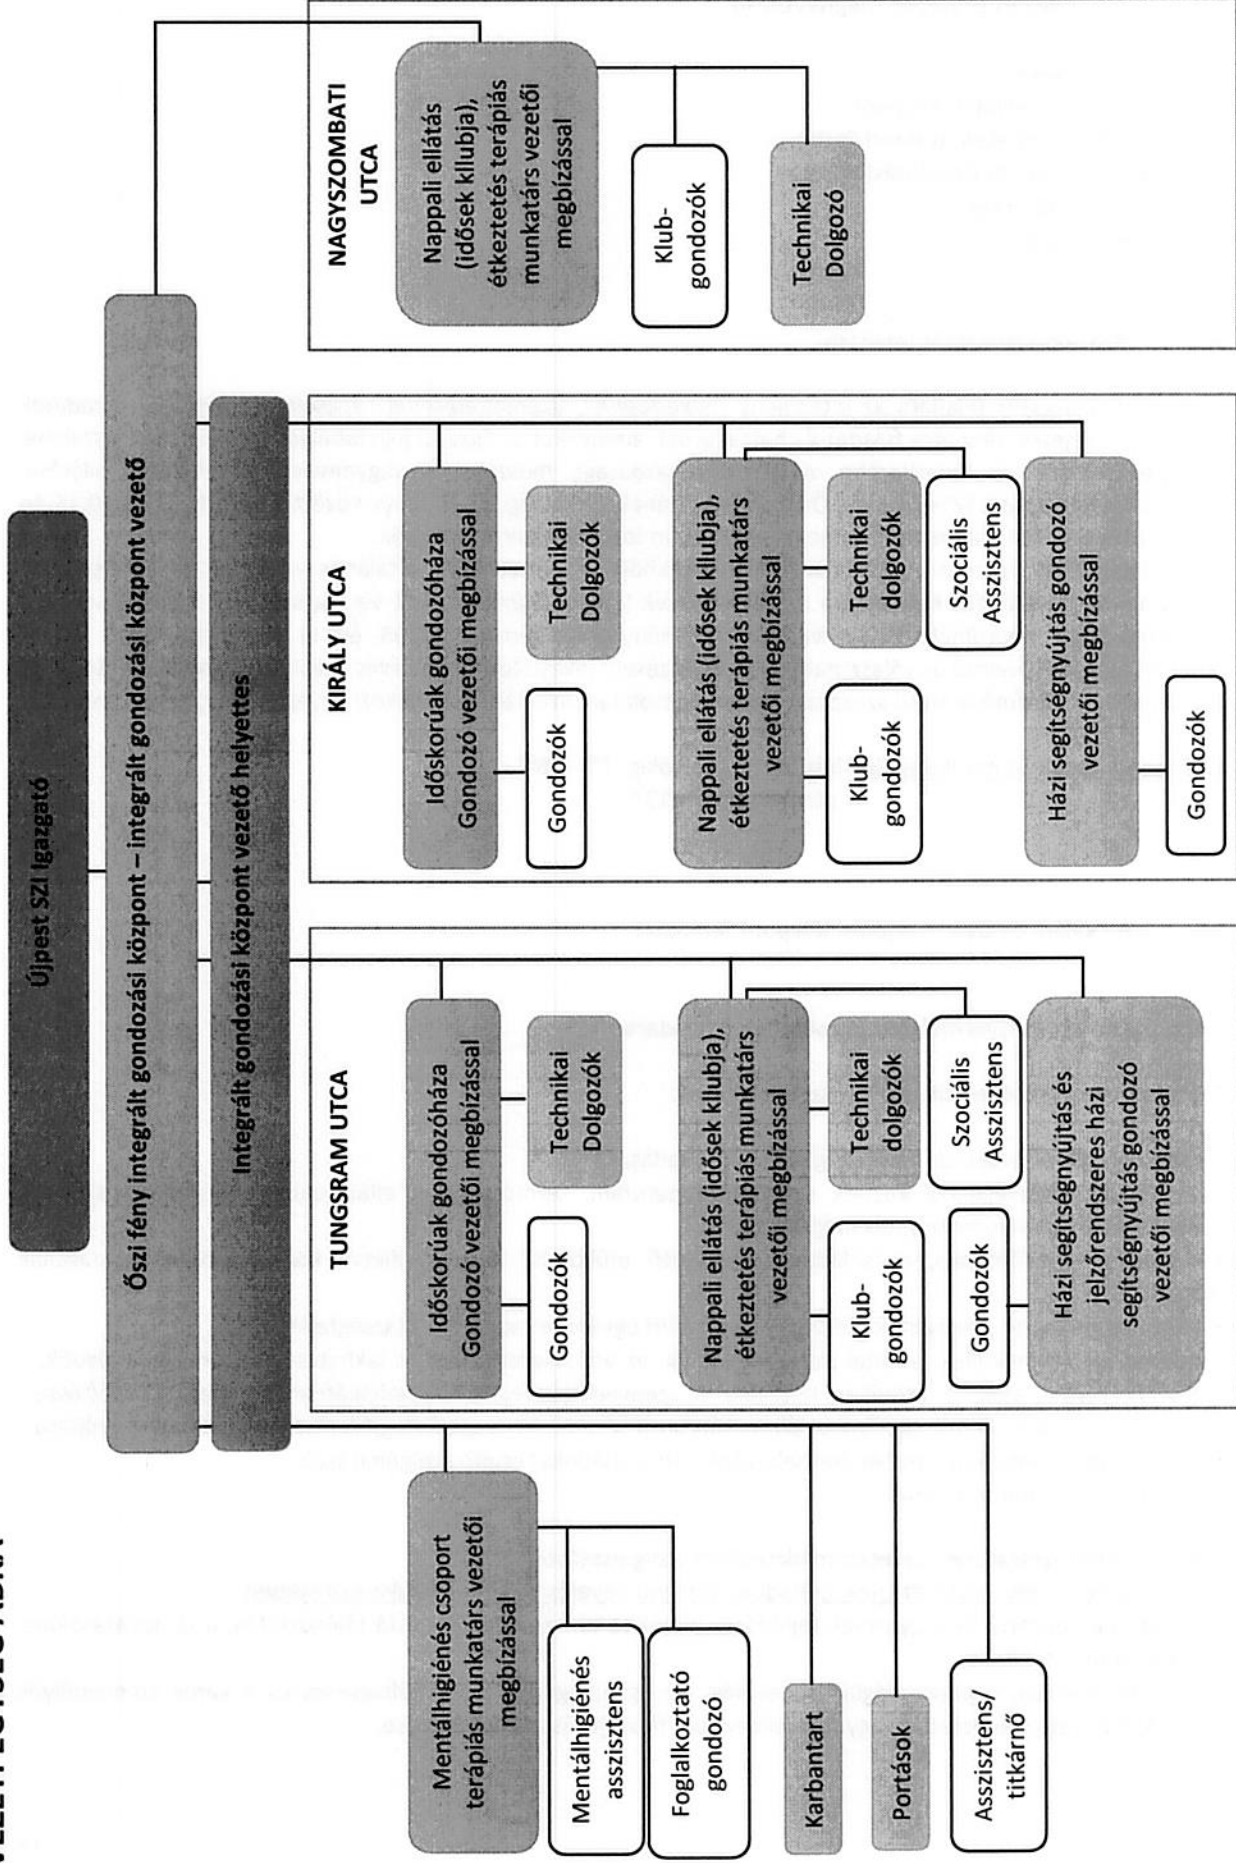 Újpest SZI Igazgató
Őszi fény integrált gondozási központ – integrált gondozási központ vezető
Integrált gondozási központ vezető helyettes
Mentálhigiénés csoport
terápiás munkatárs vezetői
megbízással
Mentálhigiénés
asszisztens
Foglalkoztató
gondozó
Karbantart
Portások
Asszisztens/
titkárnő
TUNGSRAM UTCA
Időskorúak gondozóháza
Gondozó vezetői megbízással
Gondozók
Technikai
Dolgozók
Nappali ellátás (idősek klubja),
étkeztetés terápiás munkatárs
vezetői megbízással
Klub-
gondozók
Technikai
dolgozók
Szociális
Asszisztens
Gondozók
Házi segítségnyújtás és
jelzőrendszeres házi
segítségnyújtás gondozó
vezetői megbízással
KIRÁLY UTCA
Időskorúak gondozóháza
Gondozó vezetői megbízással
Gondozók
Technikai
Dolgozók
Nappali ellátás (idősek klubja),
étkeztetés terápiás munkatárs
vezetői megbízással
Klub-
gondozók
Technikai
dolgozók
Szociális
Asszisztens
Házi segítségnyújtás gondozó
vezetői megbízással
Gondozók
NAGYSZOMBATI
UTCA
Nappali ellátás
(idősek kllubja),
étkeztetés terápiás
munkatárs vezetői
megbízással
Klub-
gondozók
Technikai
Dolgozó